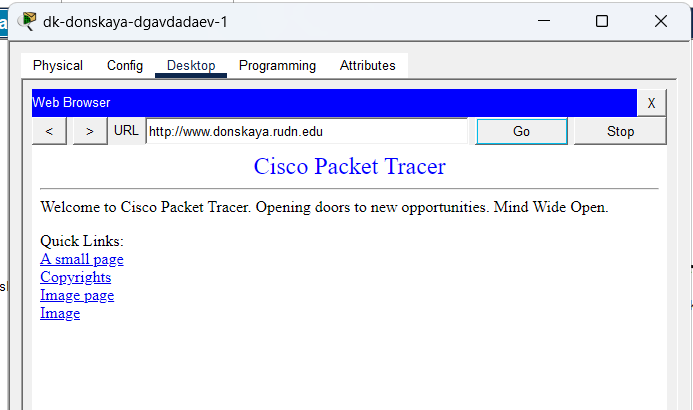 dk-donskaya-dgavdadaev-1
Physical Config Desktop Programming Attributes
Web Browser X
< > URL http://www.donskaya.rudn.edu Go Stop
Cisco Packet Tracer
Welcome to Cisco Packet Tracer. Opening doors to new opportunities. Mind Wide Open.
Quick Links:
A small page
Copyrights
Image page
Image